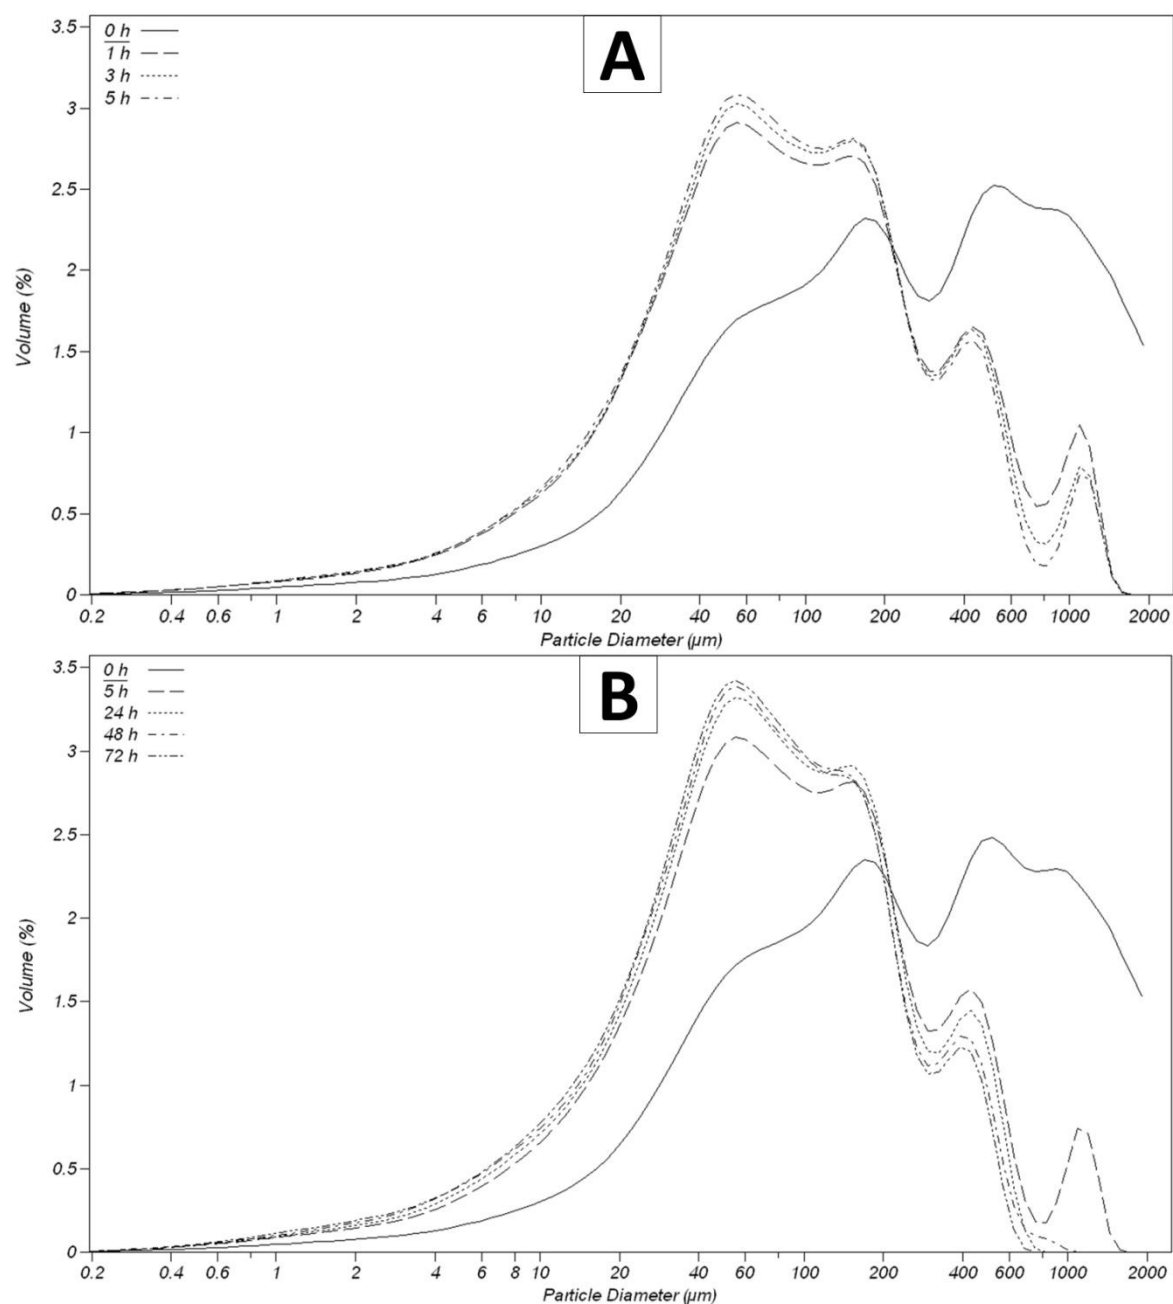 A
0 h
1 h
3 h
5 h
Volume (%)
3.5
3
2.5
2
1.5
1
0.5
0
0.2 0.4 0.6 1 2 4 6 10 20 40 60 100 200 400 600 1000 2000
Particle Diameter (µm)
B
0 h
5 h
24 h
48 h
72 h
Volume (%)
3.5
3
2.5
2
1.5
1
0.5
0
0.2 0.4 0.6 1 2 4 6 8 10 20 40 60 100 200 400 600 1000 2000
Particle Diameter (µm)